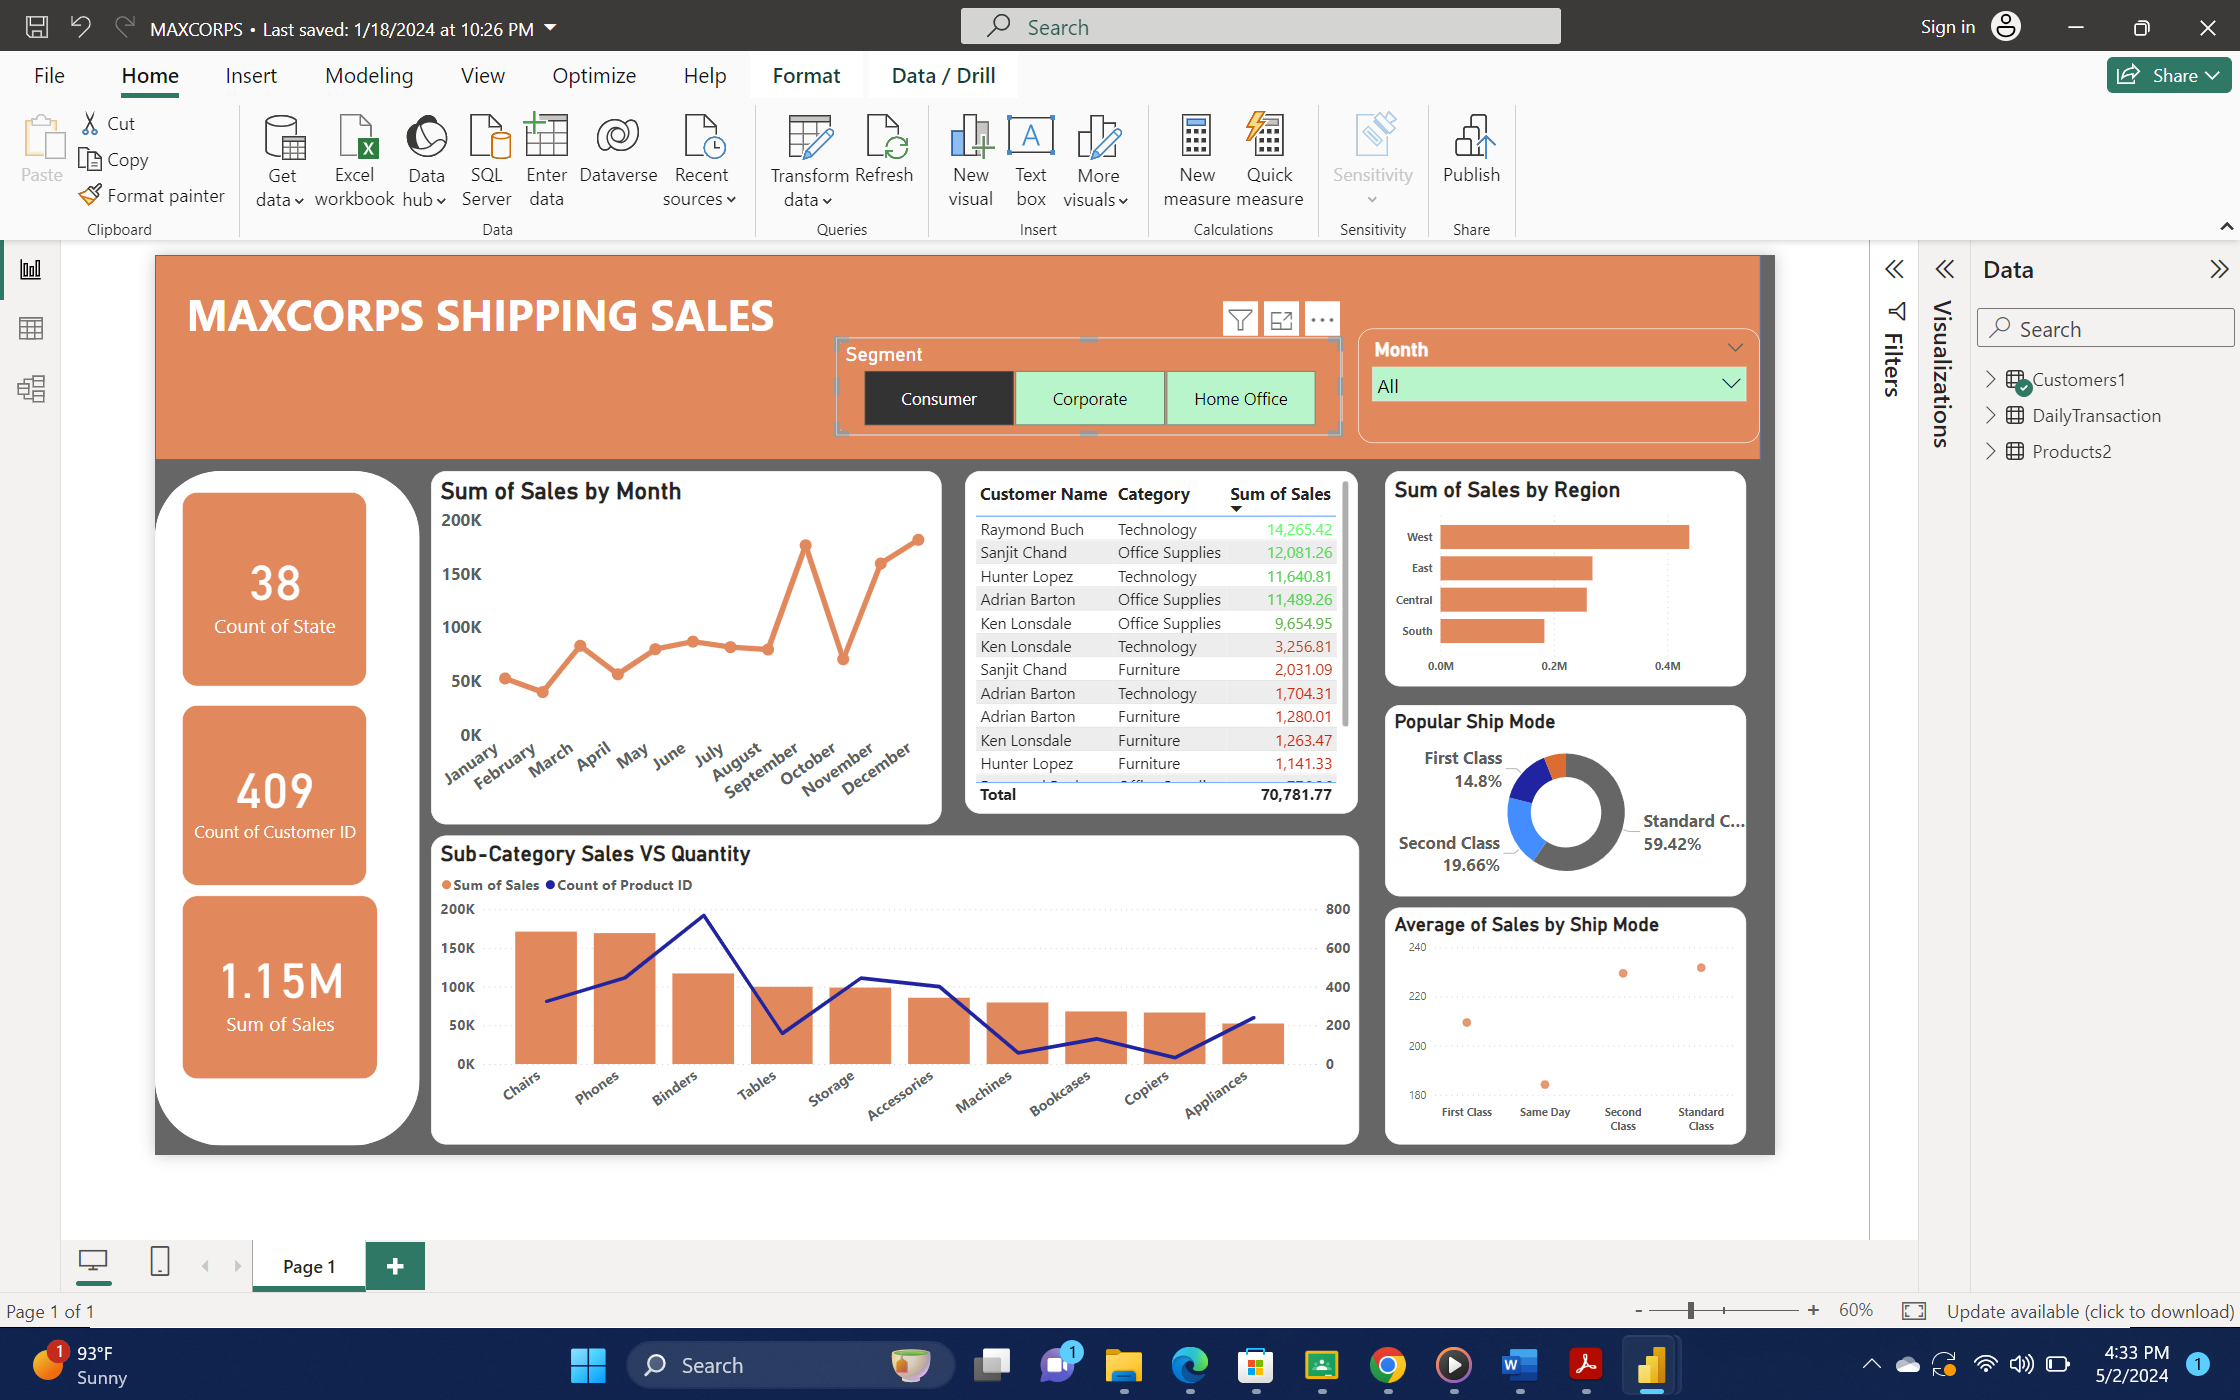 MAXCORPS • Last saved: 1/18/2024 at 10:26 PM
Search
Sign in
File Home Insert Modeling View Optimize Help Format Data / Drill
Share
Paste
Cut
Copy
Format painter
Clipboard
Get data
Excel workbook
Data hub
SQL Server
Enter data
Dataverse
Recent sources
Data
Transform data
Refresh
Queries
New visual
Text box
More visuals
Insert
New measure
Quick measure
Calculations
Sensitivity
Sensitivity
Publish
Share
MAXCORPS SHIPPING SALES
Segment
Consumer Corporate Home Office
Month
All
38
Count of State
409
Count of Customer ID
1.15M
Sum of Sales
Sum of Sales by Month
200K
150K
100K
50K
0K
January February March April May June July August September October November December
Customer Name Category Sum of Sales
Raymond Buch Technology 14,265.42
Sanjit Chand Office Supplies 12,081.26
Hunter Lopez Technology 11,640.81
Adrian Barton Office Supplies 11,489.26
Ken Lonsdale Office Supplies 9,654.95
Ken Lonsdale Technology 3,256.81
Sanjit Chand Furniture 2,031.09
Adrian Barton Technology 1,704.31
Adrian Barton Furniture 1,280.01
Ken Lonsdale Furniture 1,263.47
Hunter Lopez Furniture 1,141.33
Total 70,781.77
Sum of Sales by Region
West
East
Central
South
0.0M 0.2M 0.4M
Popular Ship Mode
First Class
14.8%
Second Class
19.66%
Standard C...
59.42%
Sub-Category Sales VS Quantity
Sum of Sales Count of Product ID
200K 800
150K 600
100K 400
50K 200
0K 0
Chairs Phones Binders Tables Storage Accessories Machines Bookcases Copiers Appliances
Average of Sales by Ship Mode
240
220
200
180
First Class Same Day Second Class Standard Class
Filters
Visualizations
Data
Search
Customers1
DailyTransaction
Products2
Page 1
Page 1 of 1
- + 60%
Update available (click to download)
1
93°F
Sunny
Search
1
4:33 PM
5/2/2024
1